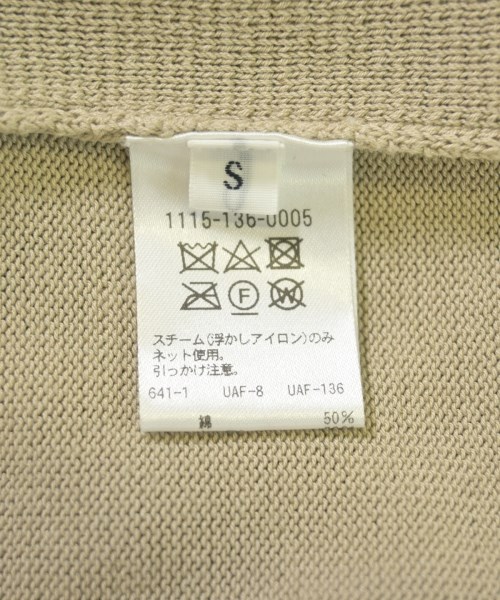 S
1115-136-0005
F W
スチーム(浮かしアイロン)のみ
ネット使用。
引っかけ注意。
641-1 UAF-8 UAF-136
綿 50%